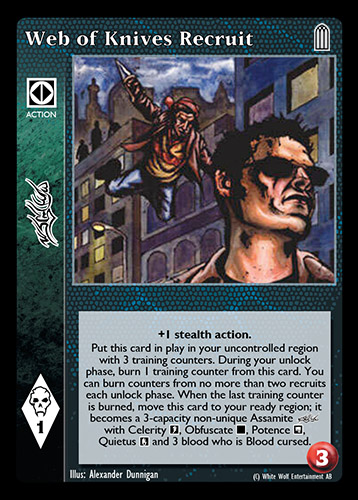 Web of Knives Recruit
ACTION
+1 stealth action.
Put this card in play in your uncontrolled region
with 3 training counters. During your unlock
phase, burn 1 training counter from this card. You
can burn counters from no more than two recruits
each unlock phase. When the last training counter
is burned, move this card to your ready region; it
becomes a 3-capacity non-unique Assamite
with Celerity, Obfuscate, Potence,
Quietus and 3 blood who is Blood cursed.
1
3
Illus: Alexander Dunnigan
(C) White Wolf Entertainment AB